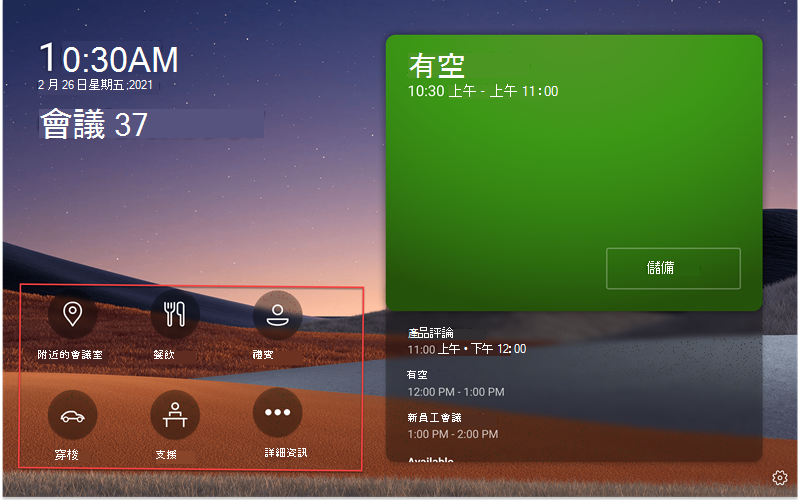 10:30AM
2 月 26 日星期五,2021
會議 37
有空
10:30 上午 - 上午 11:00
儲備
產品評論
11:00 上午 • 下午 12:00
有空
12:00 PM - 1:00 PM
新員工會議
1:00 PM - 2:00 PM
Available
附近的會議室
餐飲
禮賓
穿梭
支援
詳細資訊